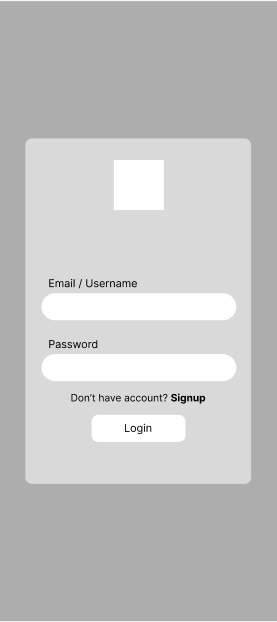 Email / Username
Password
Don't have account? Signup
Login